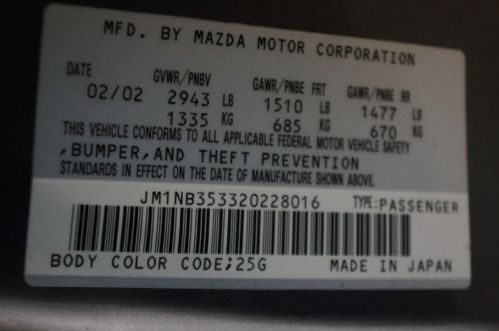 MFD. BY MAZDA MOTOR CORPORATION
DATE GVWR/PNBV GAWR/PNBE FRT GAWR/PNBE RR
02/02 2943 LB 1510 LB 1477 LB
1335 KG 685 KG 670 KG
THIS VEHICLE CONFORMS TO ALL APPLICABLE FEDERAL MOTOR VEHICLE SAFETY
,BUMPER,AND THEFT PREVENTION
STANDARDS IN EFFECT ON THE DATE OF MANUFACTURE SHOWN ABOVE.
JM1NB353320228016 TYPE:PASSENGER
BODY COLOR CODE;25G MADE IN JAPAN